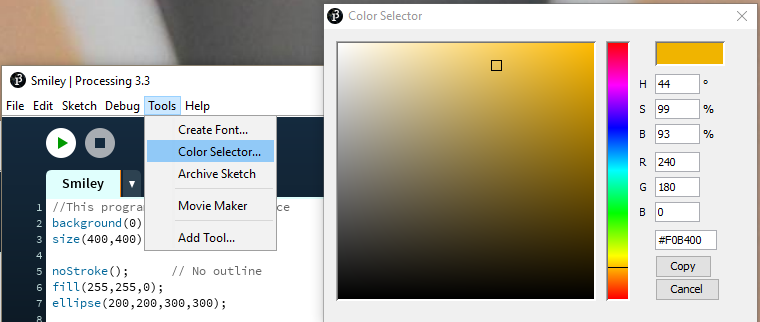 Color Selector
Smiley | Processing 3.3
File Edit Sketch Debug Tools Help
Create Font...
Color Selector...
Archive Sketch
Movie Maker
Add Tool...
Smiley
1 //This progra ce
2 background(0)
3 size(400,400)
4
5 noStroke(); // No outline
6 fill(255,255,0);
7 ellipse(200,200,300,300);
H 44 °
S 99 %
B 93 %
R 240
G 180
B 0
#F0B400
Copy
Cancel